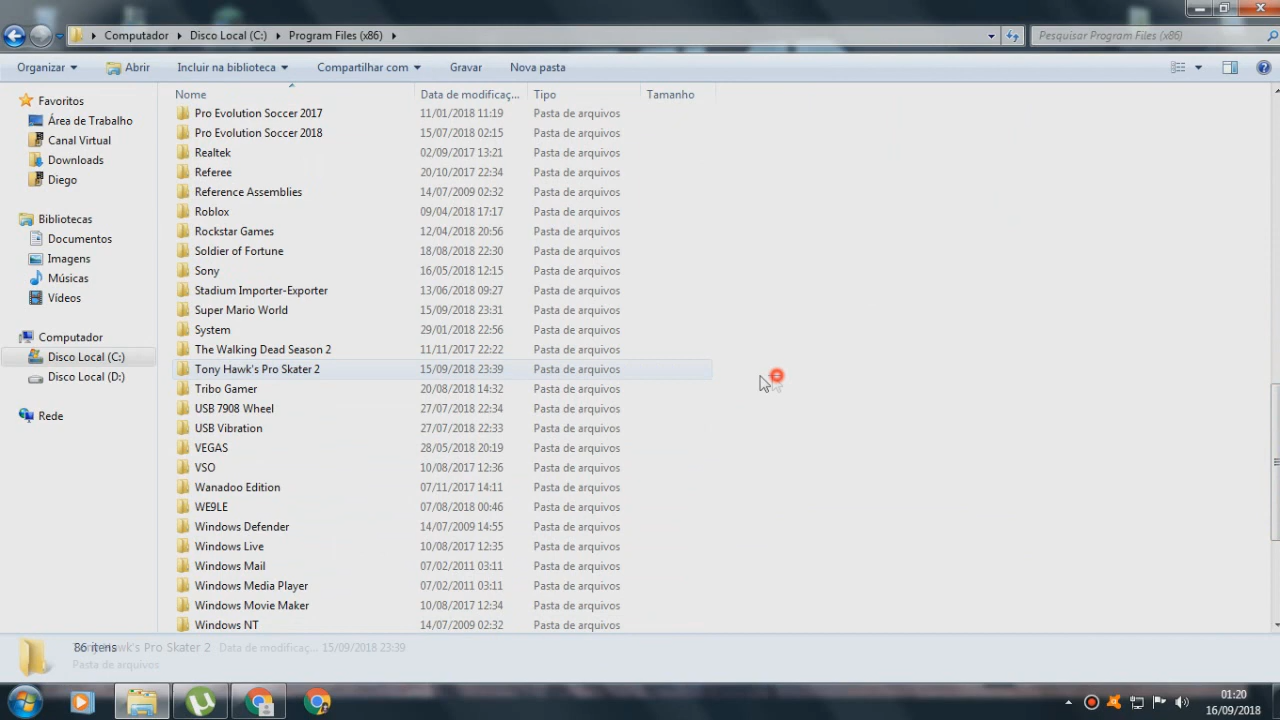 Computador Disco Local (C:) Program Files (x86)
Pesquisar Program Files (x86)
Organizar Abrir Incluir na biblioteca Compartilhar com Gravar Nova pasta
Favoritos
Área de Trabalho
Canal Virtual
Downloads
Diego
Bibliotecas
Documentos
Imagens
Músicas
Vídeos
Computador
Disco Local (C:)
Disco Local (D:)
Rede
Nome Data de modificaç... Tipo Tamanho
Pro Evolution Soccer 2017 11/01/2018 11:19 Pasta de arquivos
Pro Evolution Soccer 2018 15/07/2018 02:15 Pasta de arquivos
Realtek 02/09/2017 13:21 Pasta de arquivos
Referee 20/10/2017 22:34 Pasta de arquivos
Reference Assemblies 14/07/2009 02:32 Pasta de arquivos
Roblox 09/04/2018 17:17 Pasta de arquivos
Rockstar Games 12/04/2018 20:56 Pasta de arquivos
Soldier of Fortune 18/08/2018 22:30 Pasta de arquivos
Sony 16/05/2018 12:15 Pasta de arquivos
Stadium Importer-Exporter 13/06/2018 09:27 Pasta de arquivos
Super Mario World 15/09/2018 23:31 Pasta de arquivos
System 29/01/2018 22:56 Pasta de arquivos
The Walking Dead Season 2 11/11/2017 22:22 Pasta de arquivos
Tony Hawk's Pro Skater 2 15/09/2018 23:39 Pasta de arquivos
Tribo Gamer 20/08/2018 14:32 Pasta de arquivos
USB 7908 Wheel 27/07/2018 22:34 Pasta de arquivos
USB Vibration 27/07/2018 22:33 Pasta de arquivos
VEGAS 28/05/2018 20:19 Pasta de arquivos
VSO 10/08/2017 12:36 Pasta de arquivos
Wanadoo Edition 07/11/2017 14:11 Pasta de arquivos
WE9LE 07/08/2018 00:46 Pasta de arquivos
Windows Defender 14/07/2009 14:55 Pasta de arquivos
Windows Live 10/08/2017 12:35 Pasta de arquivos
Windows Mail 07/02/2011 03:11 Pasta de arquivos
Windows Media Player 07/02/2011 03:11 Pasta de arquivos
Windows Movie Maker 10/08/2017 12:34 Pasta de arquivos
Windows NT 14/07/2009 02:32 Pasta de arquivos
86 itens
Tony Hawk's Pro Skater 2 Data de modificaç... 15/09/2018 23:39
Pasta de arquivos
01:20
16/09/2018